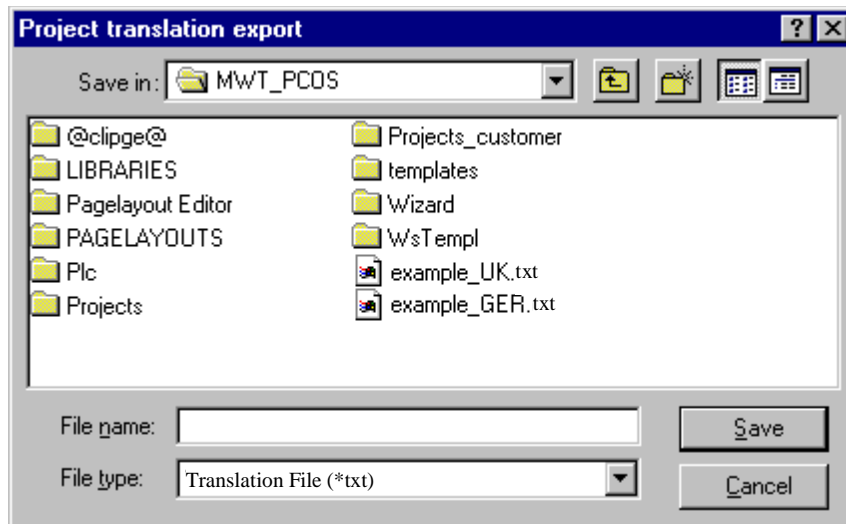 Project translation export
Save in: MWT_PCOS
@clipge@
LIBRARIES
Pagelayout Editor
PAGELAYOUTS
Plc
Projects
Projects_customer
templates
Wizard
WsTempl
example_UK.txt
example_GER.txt
File name:
Save
File type: Translation File (*txt)
Cancel